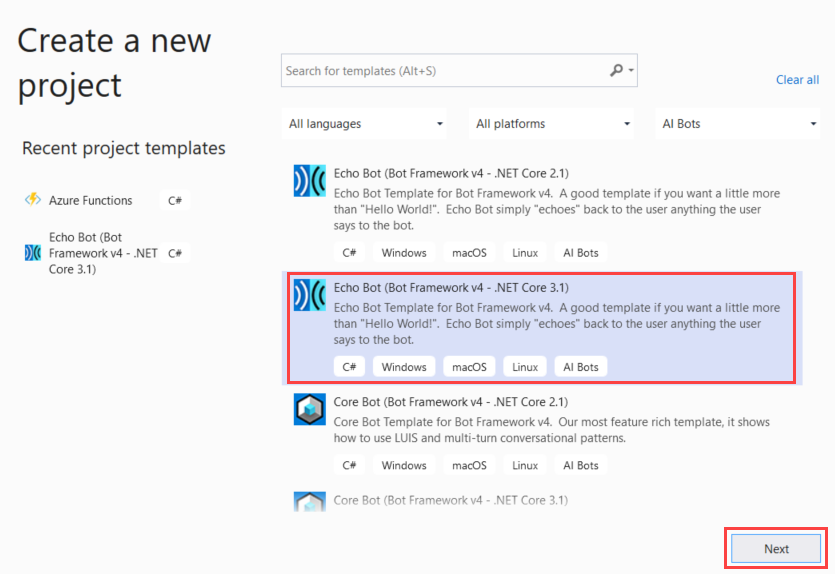 Create a new
project
Search for templates (Alt+S)
Clear all
All languages
All platforms
AI Bots
Recent project templates
Azure Functions
C#
Echo Bot (Bot
Framework v4 - .NET
Core 3.1)
C#
Echo Bot (Bot Framework v4 - .NET Core 2.1)
Echo Bot Template for Bot Framework v4.  A good template if you want a little more
than "Hello World!".  Echo Bot simply "echoes" back to the user anything the user
says to the bot.
C# Windows macOS Linux AI Bots
Echo Bot (Bot Framework v4 - .NET Core 3.1)
Echo Bot Template for Bot Framework v4.  A good template if you want a little more
than "Hello World!".  Echo Bot simply "echoes" back to the user anything the user
says to the bot.
C# Windows macOS Linux AI Bots
Core Bot (Bot Framework v4 - .NET Core 2.1)
Core Bot Template for Bot Framework v4.  Our most feature rich template, it shows
how to use LUIS and multi-turn conversational patterns.
C# Windows macOS Linux AI Bots
Core Bot (Bot Framework v4 - .NET Core 3.1)
Next